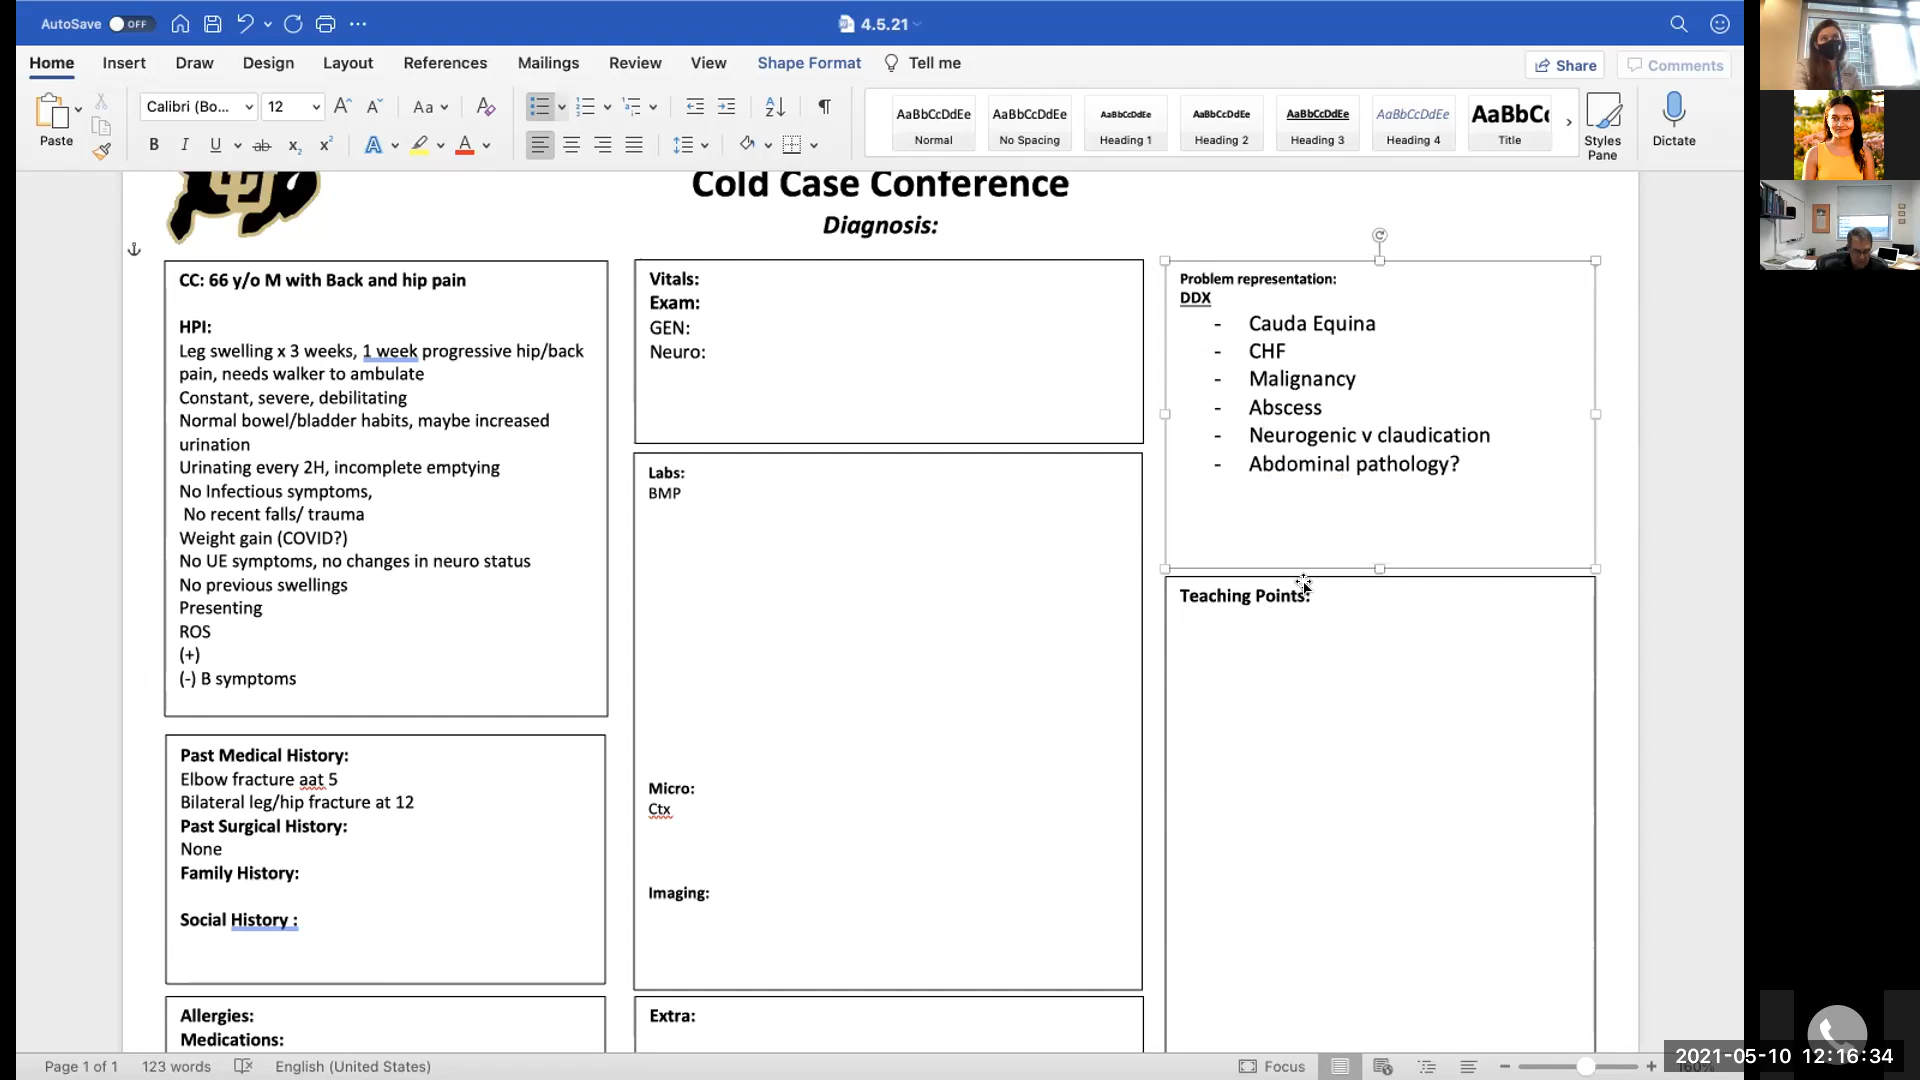 AutoSave OFF
4.5.21
Home Insert Draw Design Layout References Mailings Review View Shape Format Tell me
Share Comments
Paste
Calibri (Bo... 12
AaBbCcDdEe AaBbCcDdEe AaBbCcDdEe AaBbCcDdEe AaBbCcDdEe AaBbCcDdEe AaBbCc
Normal No Spacing Heading 1 Heading 2 Heading 3 Heading 4 Title
Styles Pane
Dictate
Cold Case Conference
Diagnosis:
CC: 66 y/o M with Back and hip pain
HPI:
Leg swelling x 3 weeks, 1 week progressive hip/back
pain, needs walker to ambulate
Constant, severe, debilitating
Normal bowel/bladder habits, maybe increased
urination
Urinating every 2H, incomplete emptying
No Infectious symptoms,
No recent falls/ trauma
Weight gain (COVID?)
No UE symptoms, no changes in neuro status
No previous swellings
Presenting
ROS
(+)
(-) B symptoms
Past Medical History:
Elbow fracture aat 5
Bilateral leg/hip fracture at 12
Past Surgical History:
None
Family History:
Social History :
Allergies:
Medications:
Vitals:
Exam:
GEN:
Neuro:
Labs:
BMP
Micro:
Ctx
Imaging:
Extra:
Problem representation:
DDX
- Cauda Equina
- CHF
- Malignancy
- Abscess
- Neurogenic v claudication
- Abdominal pathology?
Teaching Points:
Page 1 of 1 123 words English (United States)
Focus
2021-05-10 12:16:34